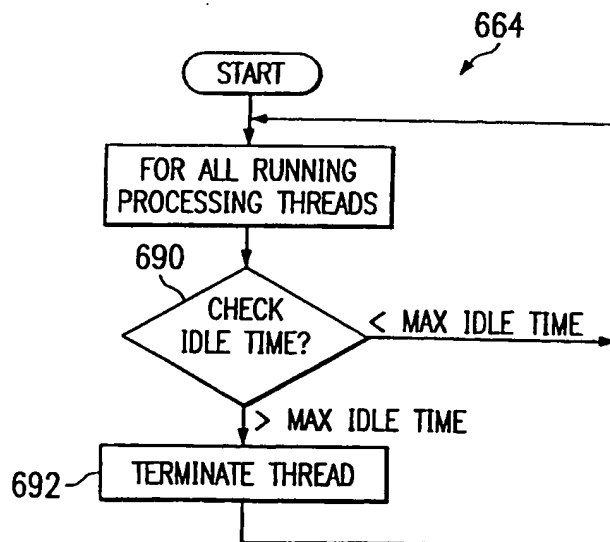 664
START
FOR ALL RUNNING
PROCESSING THREADS
690
CHECK
IDLE TIME?
< MAX IDLE TIME
> MAX IDLE TIME
692
TERMINATE THREAD